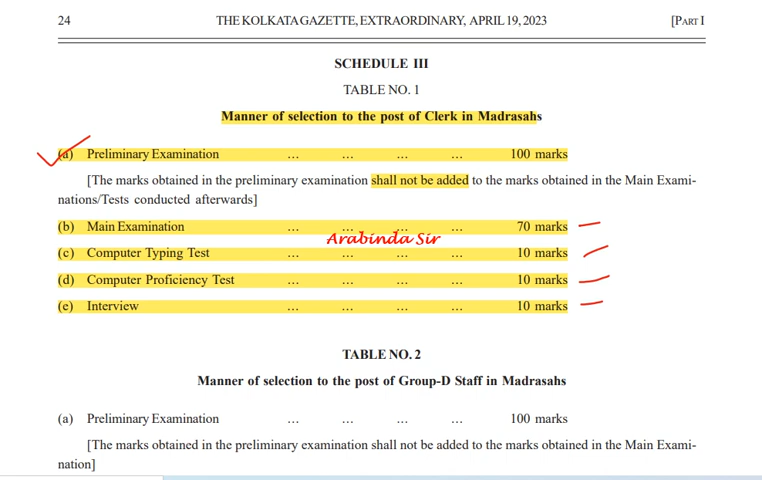 24 THE KOLKATA GAZETTE, EXTRAORDINARY, APRIL 19, 2023 [PART I
SCHEDULE III
TABLE NO. 1
Manner of selection to the post of Clerk in Madrasahs
(a) Preliminary Examination ... ... ... ... 100 marks
[The marks obtained in the preliminary examination shall not be added to the marks obtained in the Main Exami-
nations/Tests conducted afterwards]
(b) Main Examination ... ... ... ... 70 marks
Arabinda Sir
(c) Computer Typing Test ... ... ... ... 10 marks
(d) Computer Proficiency Test ... ... ... ... 10 marks
(e) Interview ... ... ... ... 10 marks
TABLE NO. 2
Manner of selection to the post of Group-D Staff in Madrasahs
(a) Preliminary Examination ... ... ... ... 100 marks
[The marks obtained in the preliminary examination shall not be added to the marks obtained in the Main Exami-
nation]